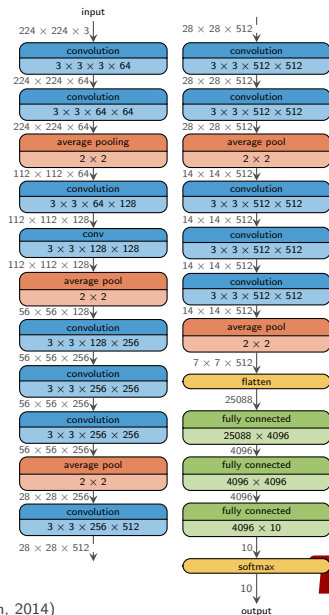 input
224 × 224 × 3
convolution
3 × 3 × 3 × 64
224 × 224 × 64
convolution
3 × 3 × 64 × 64
224 × 224 × 64
average pooling
2 × 2
112 × 112 × 64
convolution
3 × 3 × 64 × 128
112 × 112 × 128
conv
3 × 3 × 128 × 128
112 × 112 × 128
average pool
2 × 2
56 × 56 × 128
convolution
3 × 3 × 128 × 256
56 × 56 × 256
convolution
3 × 3 × 256 × 256
56 × 56 × 256
convolution
3 × 3 × 256 × 256
56 × 56 × 256
average pool
2 × 2
28 × 28 × 256
convolution
3 × 3 × 256 × 512
28 × 28 × 512
28 × 28 × 512
convolution
3 × 3 × 512 × 512
28 × 28 × 512
convolution
3 × 3 × 512 × 512
28 × 28 × 512
average pool
2 × 2
14 × 14 × 512
convolution
3 × 3 × 512 × 512
14 × 14 × 512
convolution
3 × 3 × 512 × 512
14 × 14 × 512
convolution
3 × 3 × 512 × 512
14 × 14 × 512
average pool
2 × 2
7 × 7 × 512
flatten
25088
fully connected
25088 × 4096
4096
fully connected
4096 × 4096
4096
fully connected
4096 × 10
10
softmax
10
output
, 2014)